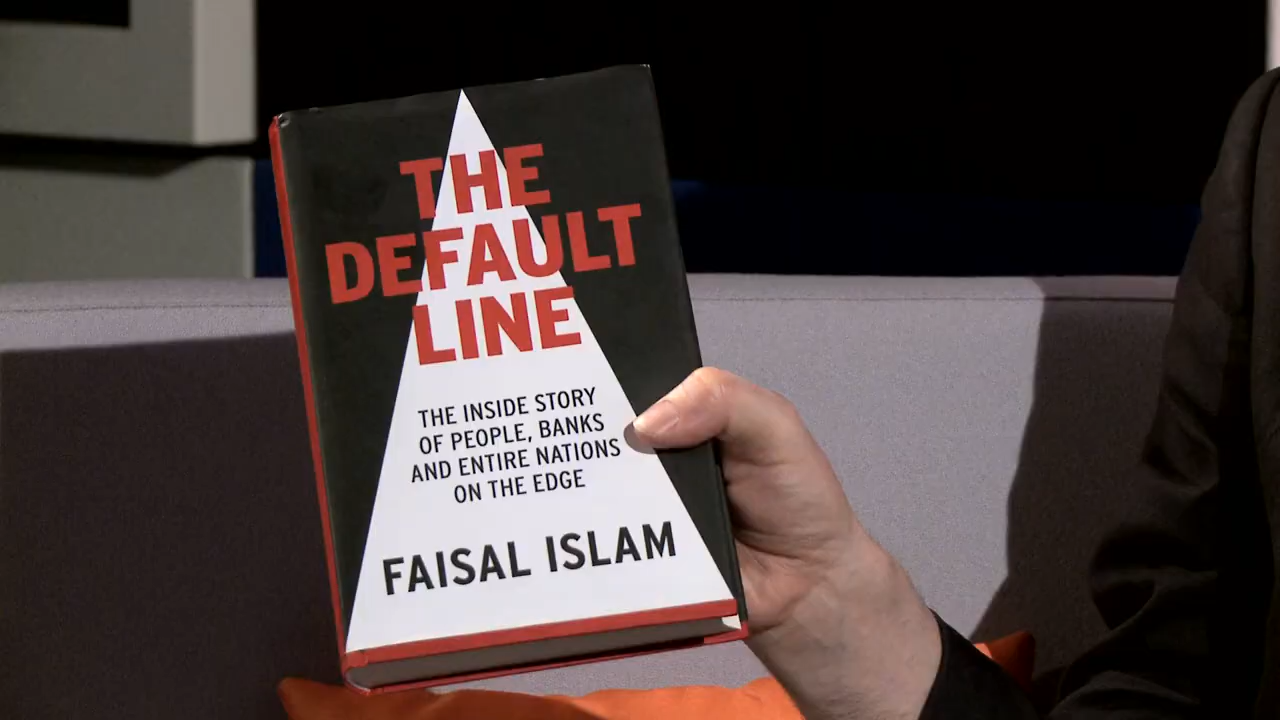 THE
DEFAULT
LINE
THE INSIDE STORY
OF PEOPLE, BANKS
AND ENTIRE NATIONS
ON THE EDGE
FAISAL ISLAM